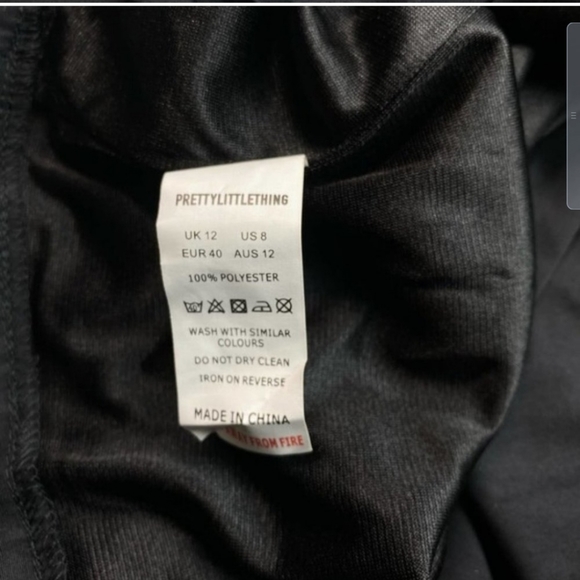 PRETTYLITTLETHING
UK 12 US 8
EUR 40 AUS 12
100% POLYESTER
WASH WITH SIMILAR
COLOURS
DO NOT DRY CLEAN
IRON ON REVERSE
MADE IN CHINA
FROM FIRE